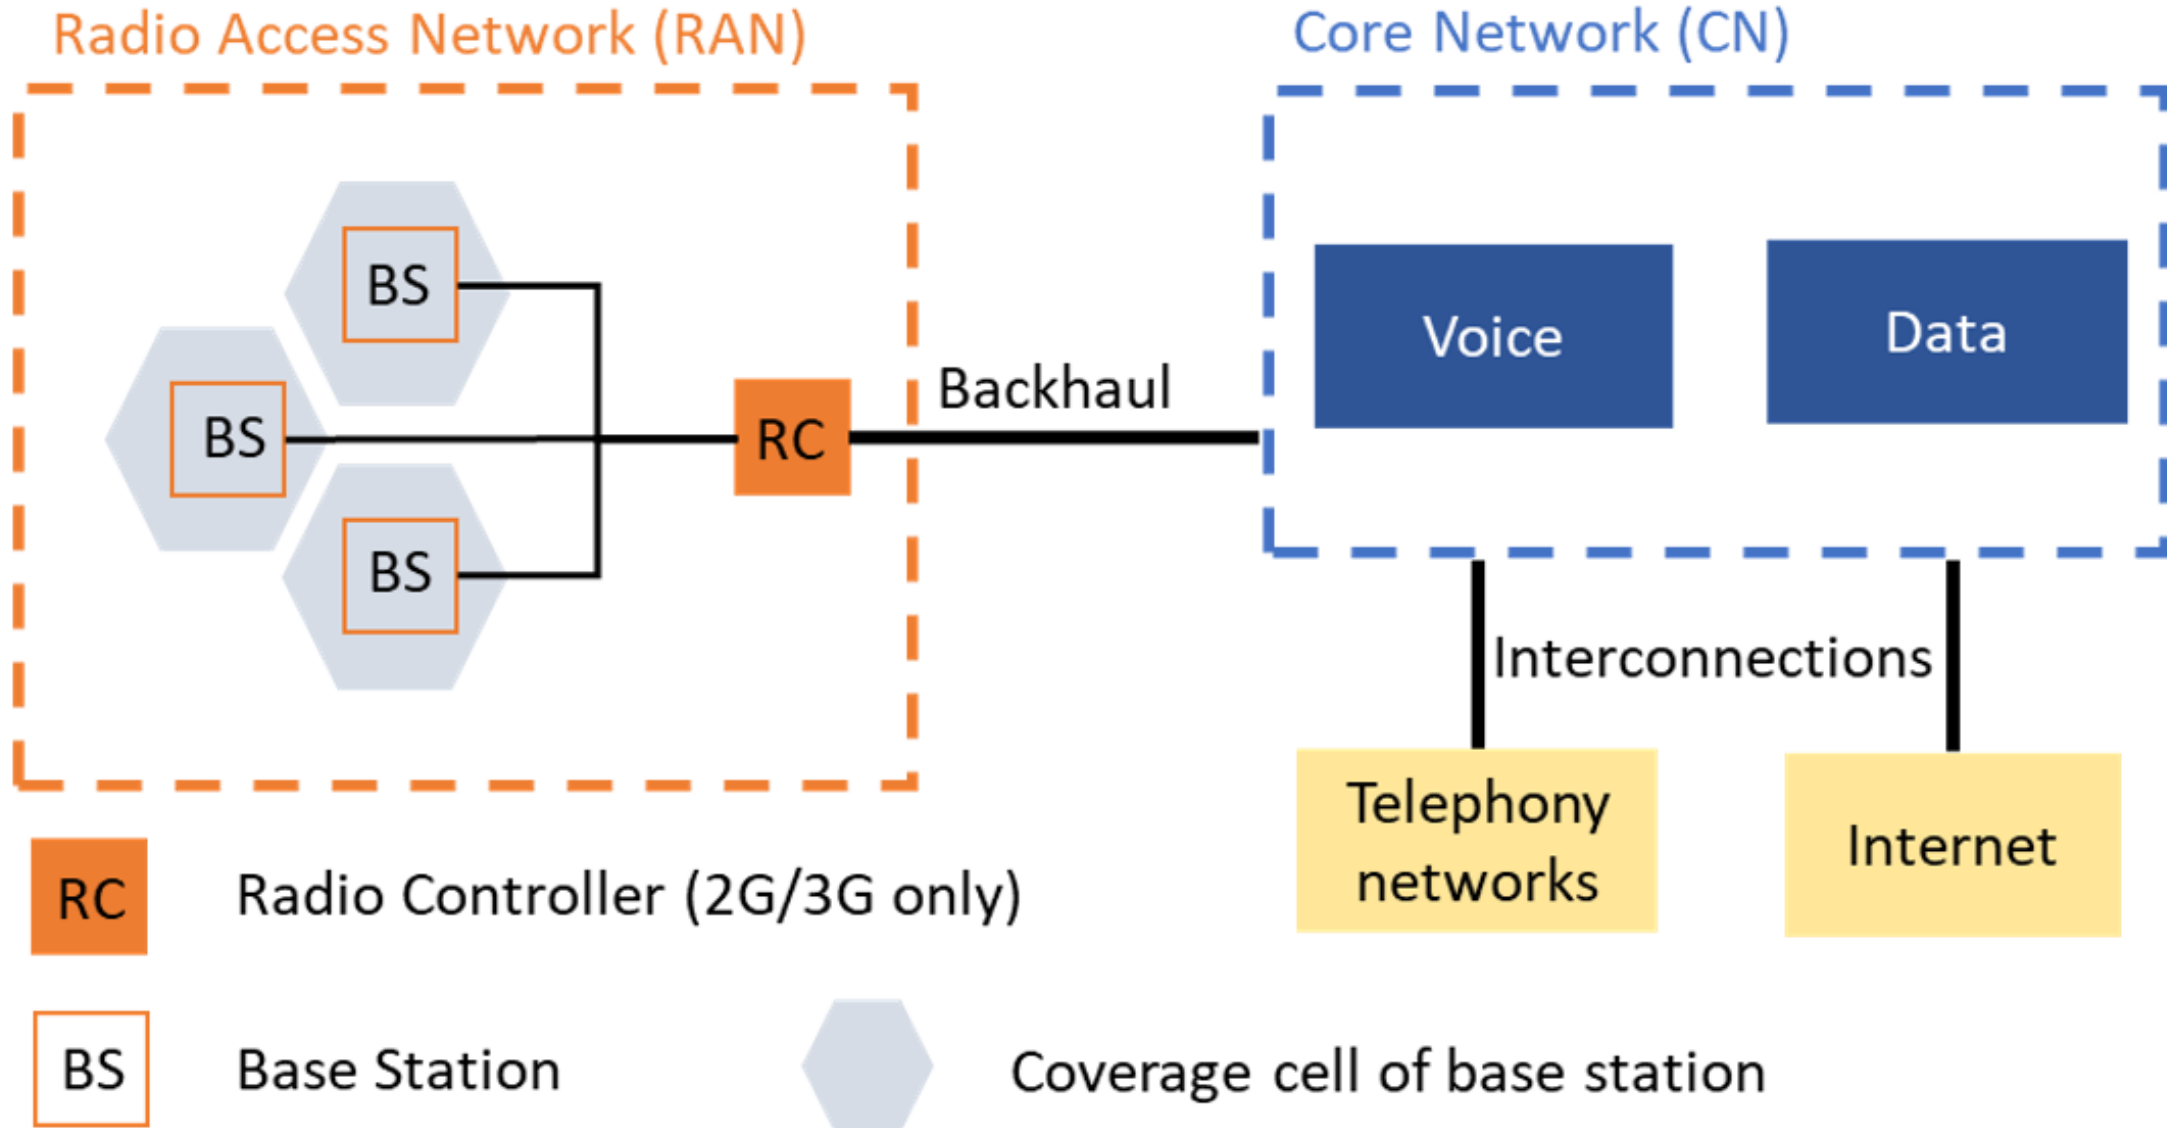 Radio Access Network (RAN)
Core Network (CN)
BS
BS
BS
RC
Backhaul
Voice
Data
Interconnections
Telephony
networks
Internet
RC
Radio Controller (2G/3G only)
BS
Base Station
Coverage cell of base station